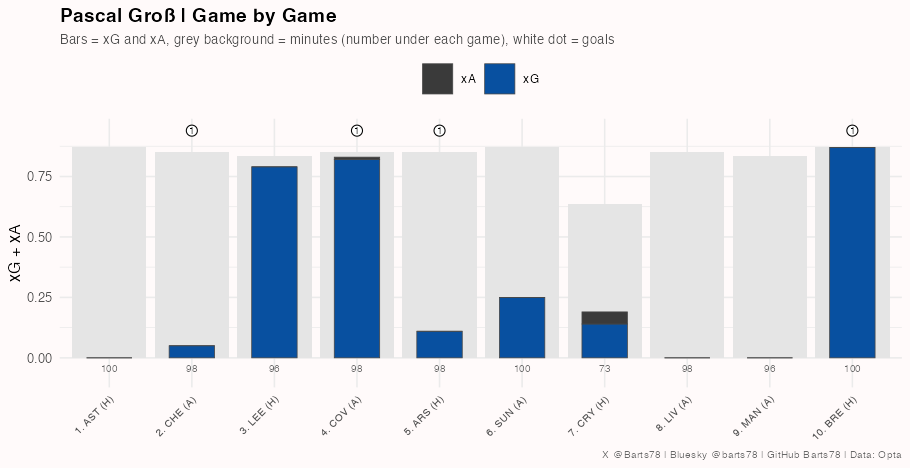 Pascal Groß | Game by Game
Bars = xG and xA, grey background = minutes (number under each game), white dot = goals
xA xG
1 1 1 1
xG + xA
0.75
0.50
0.25
0.00
100 98 96 98 98 100 73 98 96 100
1. AST (H) 2. CHE (A) 3. LEE (H) 4. COV (A) 5. ARS (H) 6. SUN (A) 7. CRY (H) 8. LIV (A) 9. MAN (A) 10. BRE (H)
X @Barts78 | Bluesky @barts78 | GitHub Barts78 | Data: Opta